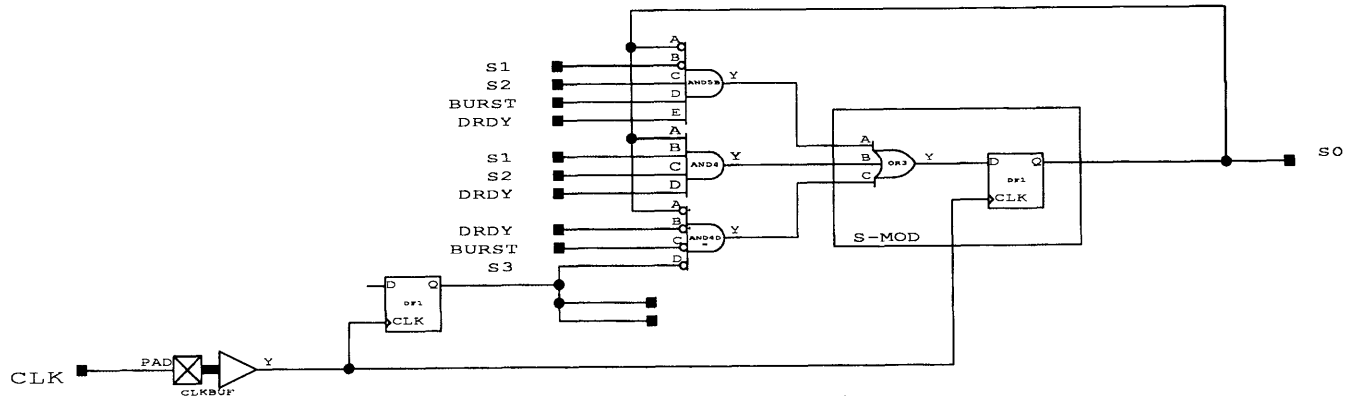 A
S1 B
S2 C AND5B Y
BURST D
DRDY E
A
S1 B
S2 C AND4 Y
DRDY D
A
DRDY B
BURST C AND4D Y
S3 D
A
B OR3 Y
C
D Q
DF1
CLK
S-MOD
S0
D Q
DF1
CLK
CLK PAD Y
CLKBUF